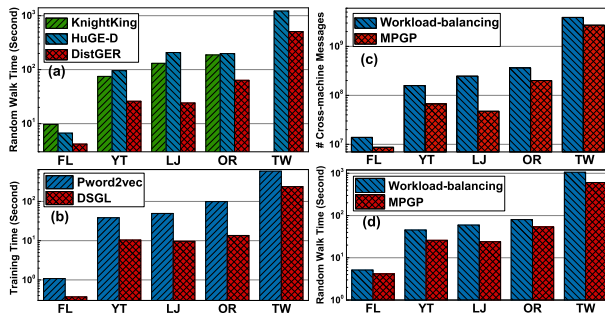 Random Walk Time (Second)
10³
10²
10¹
KnightKing
HuGE-D
DistGER
(a)
FL YT LJ OR TW
# Cross-machine Messages
10⁹
10⁸
10⁷
Workload-balancing
MPGP
(c)
FL YT LJ OR TW
Training Time (Second)
10²
10¹
10⁰
Pword2vec
DSGL
(b)
FL YT LJ OR TW
Random Walk Time (Second)
10³
10²
10¹
10⁰
Workload-balancing
MPGP
(d)
FL YT LJ OR TW